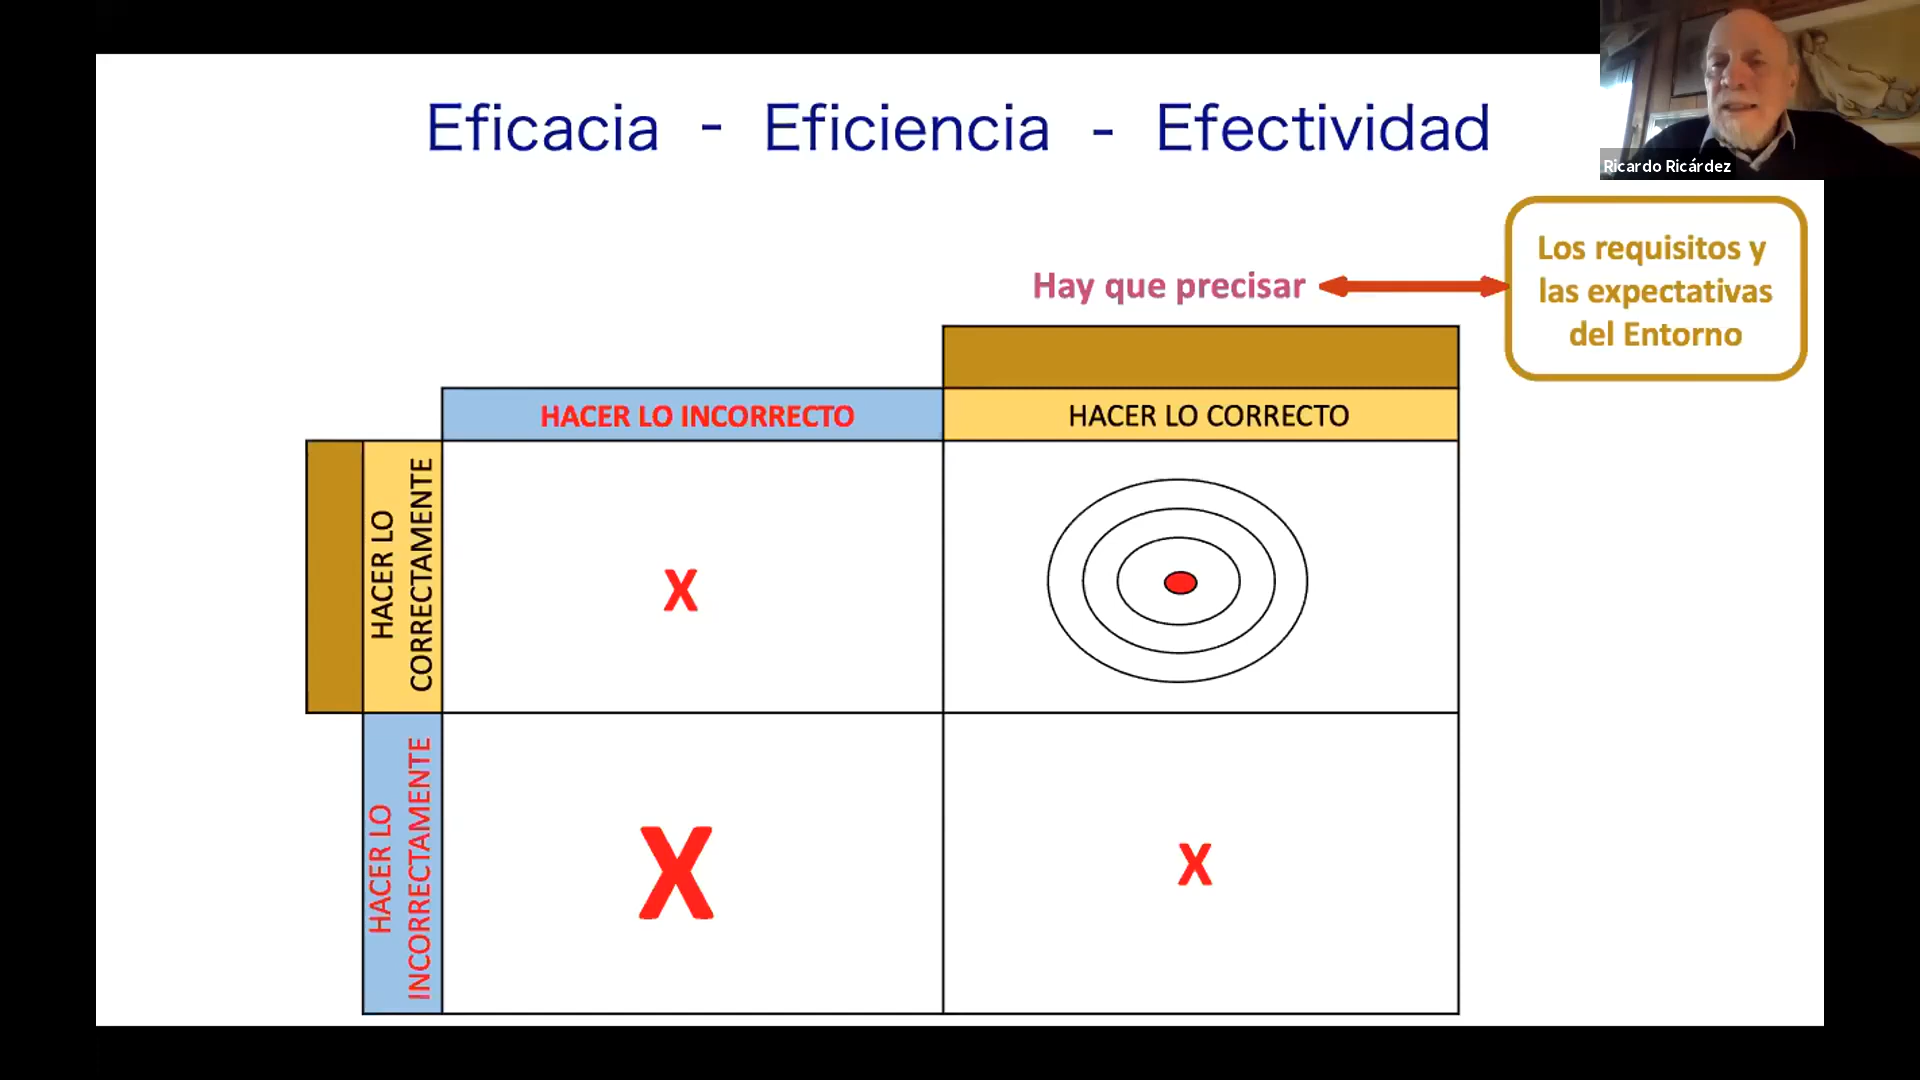 Eficacia - Eficiencia - Efectividad
Ricardo Ricárdez
Hay que precisar
Los requisitos y
las expectativas
del Entorno
HACER LO INCORRECTO
HACER LO CORRECTO
HACER LO
CORRECTAMENTE
X
HACER LO
INCORRECTAMENTE
X
X